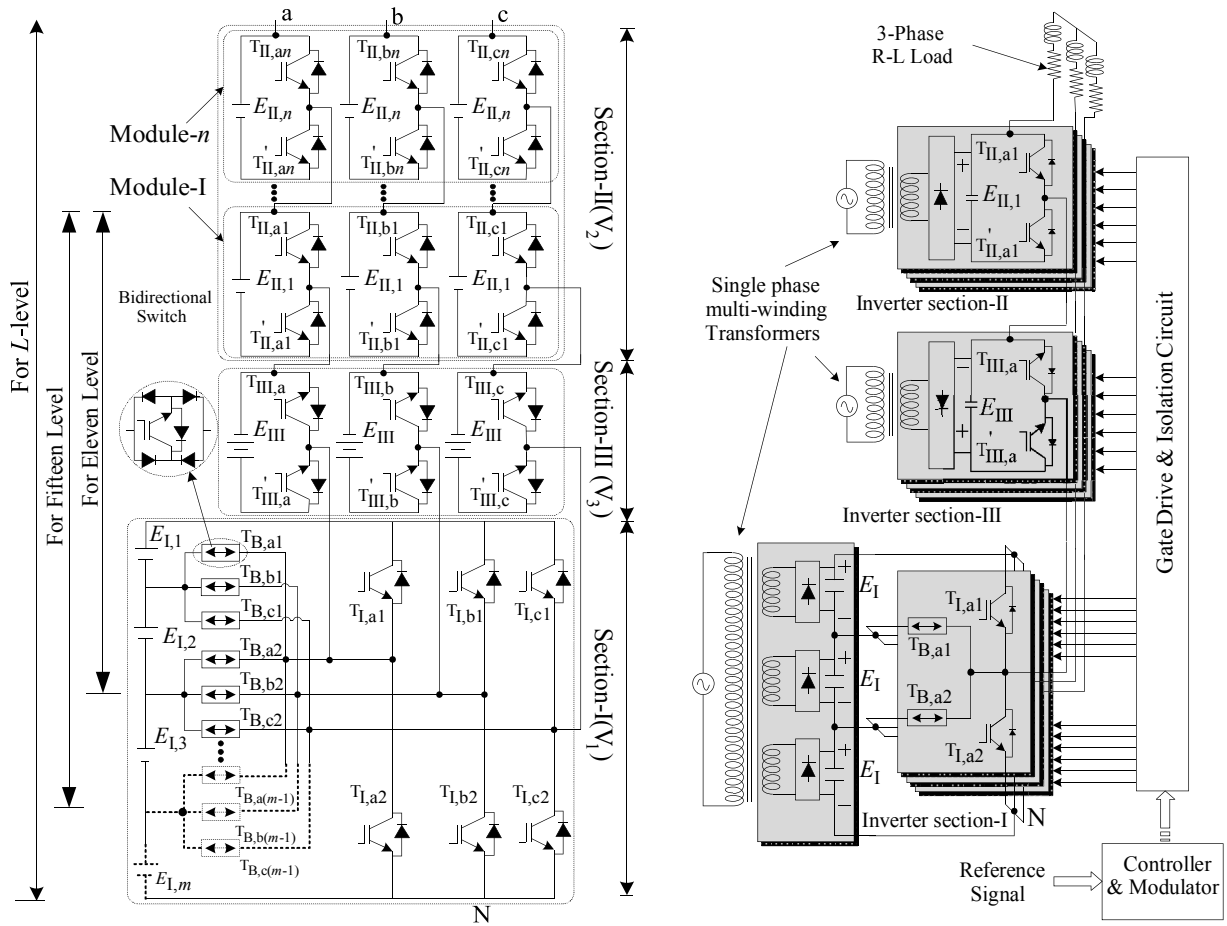 a b c
T_II,an T_II,bn T_II,cn
E_II,n E_II,n E_II,n
T'_II,an T'_II,bn T'_II,cn
Module-n
Module-I
T_II,a1 T_II,b1 T_II,c1
E_II,1 E_II,1 E_II,1
T'_II,a1 T'_II,b1 T'_II,c1
Bidirectional
Switch
T_III,a T_III,b T_III,c
E_III E_III E_III
T'_III,a T'_III,b T'_III,c
For L-level
For Fifteen Level
For Eleven Level
Section-II(V_2)
Section-III (V_3)
Section-I(V_1)
E_I,1
T_B,a1
T_B,b1
T_B,c1
E_I,2
T_B,a2
T_B,b2
T_B,c2
E_I,3
T_B,a(m-1)
T_B,b(m-1)
T_B,c(m-1)
E_I,m
T_I,a1 T_I,b1 T_I,c1
T_I,a2 T_I,b2 T_I,c2
N
3-Phase
R-L Load
T_II,a1
+
E_II,1
−
T'_II,a1
Inverter section-II
Single phase
multi-winding
Transformers
−
T_III,a
E_III
+
T'_III,a
Inverter section-III
+
E_I
−
+
E_I
−
+
E_I
−
T_I,a1
T_B,a1
T_B,a2
T_I,a2
Inverter section-I
N
Gate Drive & Isolation Circuit
Reference
Signal
Controller
& Modulator